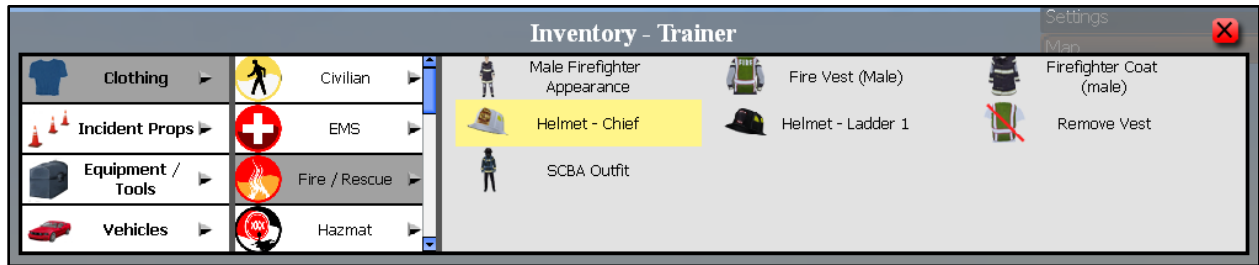 Settings
Inventory - Trainer
Map
Clothing
Civilian
Male Firefighter
Appearance
Fire Vest (Male)
Firefighter Coat
(male)
Incident Props
EMS
Helmet - Chief
Helmet - Ladder 1
Remove Vest
Equipment /
Tools
Fire / Rescue
SCBA Outfit
Vehicles
Hazmat